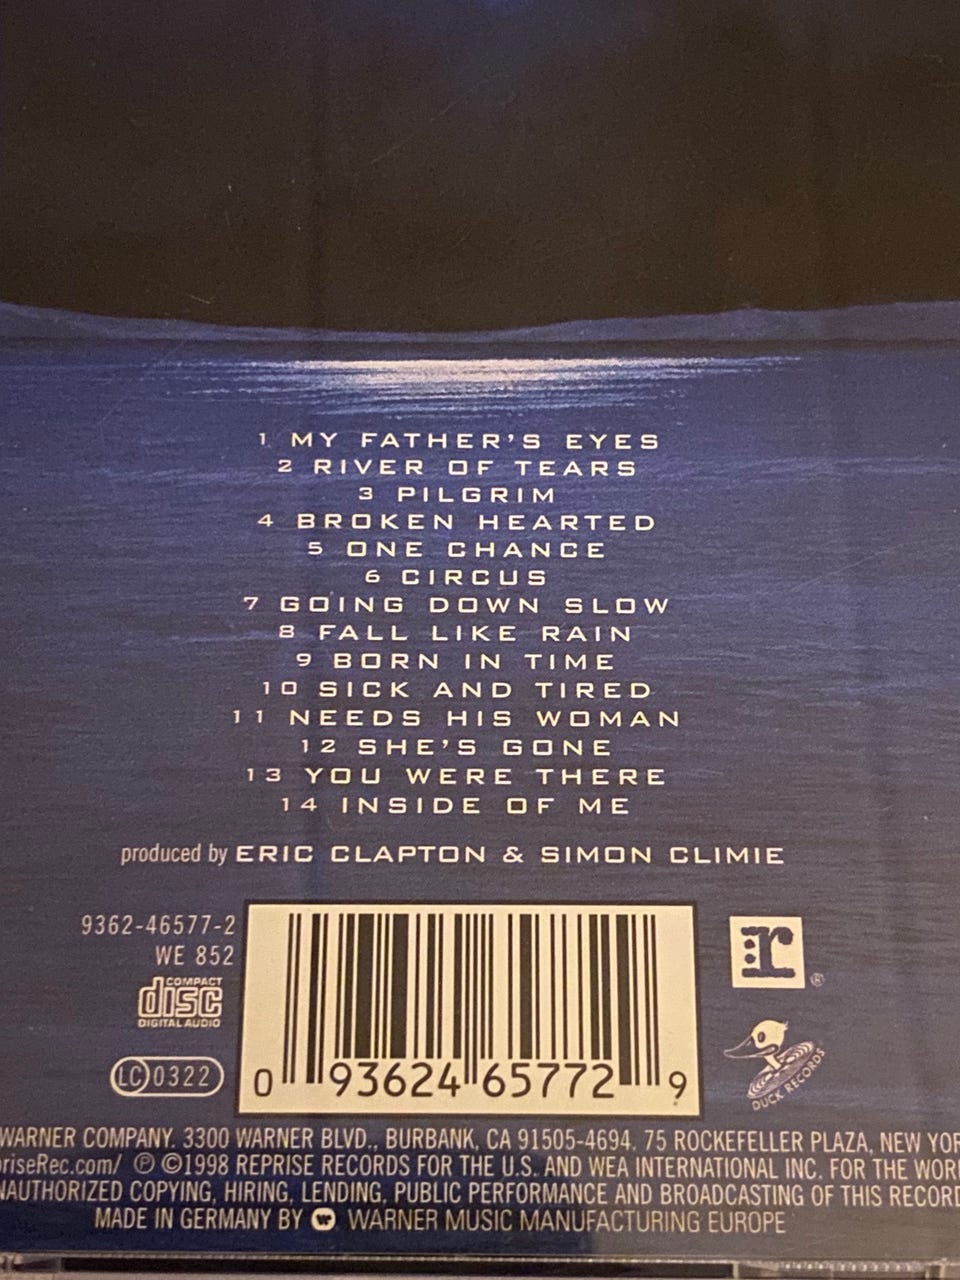 1 MY FATHER'S EYES
2 RIVER OF TEARS
3 PILGRIM
4 BROKEN HEARTED
5 ONE CHANCE
6 CIRCUS
7 GOING DOWN SLOW
8 FALL LIKE RAIN
9 BORN IN TIME
10 SICK AND TIRED
11 NEEDS HIS WOMAN
12 SHE'S GONE
13 YOU WERE THERE
14 INSIDE OF ME
produced by ERIC CLAPTON & SIMON CLIMIE
9362-46577-2
WE 852
COMPACT
disc
DIGITAL AUDIO
LC 0322
0 93624 65772 9
r ®
DUCK RECORDS
WARNER COMPANY. 3300 WARNER BLVD., BURBANK, CA 91505-4694. 75 ROCKEFELLER PLAZA, NEW YOR
riseRec.com/ ℗ ©1998 REPRISE RECORDS FOR THE U.S. AND WEA INTERNATIONAL INC. FOR THE WOR
NAUTHORIZED COPYING, HIRING, LENDING, PUBLIC PERFORMANCE AND BROADCASTING OF THIS RECORD
MADE IN GERMANY BY W WARNER MUSIC MANUFACTURING EUROPE